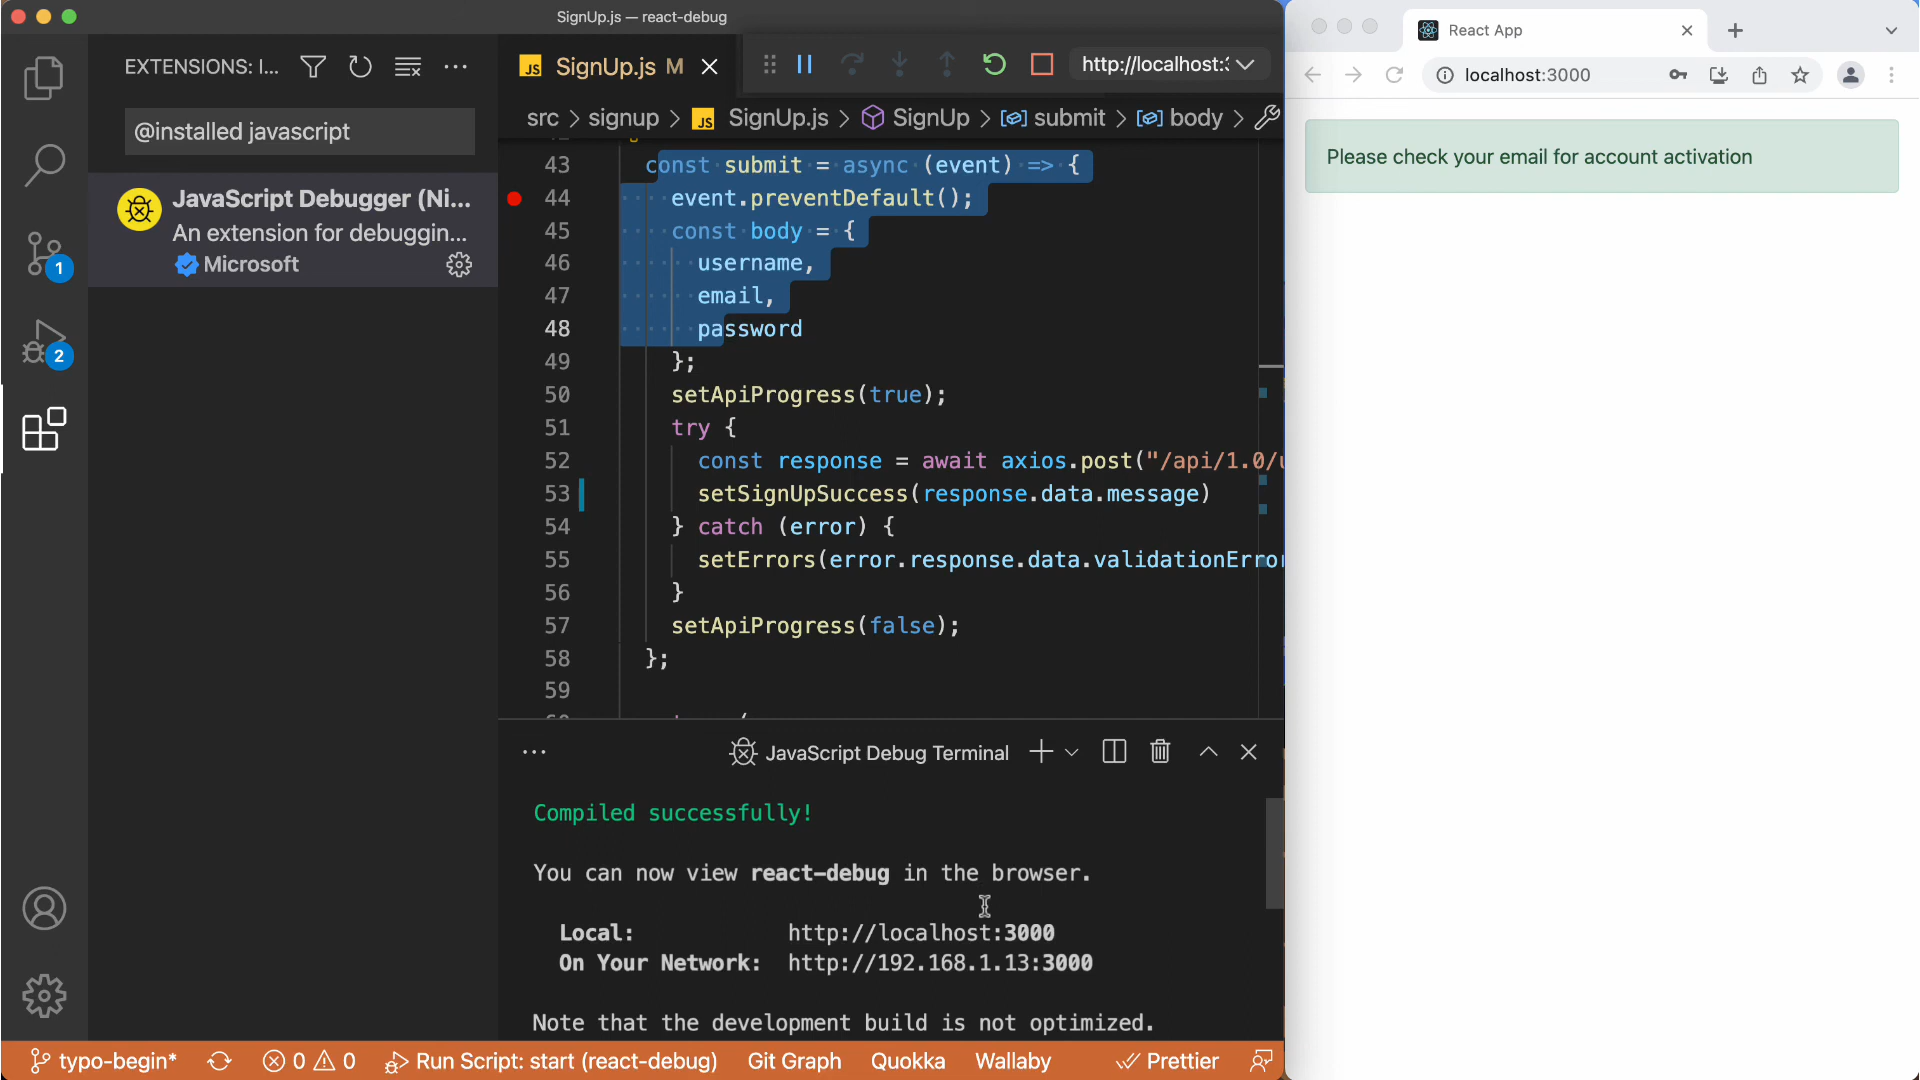 SignUp.js — react-debug
EXTENSIONS: I...
@installed javascript
JavaScript Debugger (Ni...
An extension for debuggin...
Microsoft
1
2
JS SignUp.js M
http://localhost:
src > signup > JS SignUp.js > SignUp > submit > body >
43 const submit = async (event) => {
44 event.preventDefault();
45 const body = {
46 username,
47 email,
48 password
49 };
50 setApiProgress(true);
51 try {
52 const response = await axios.post("/api/1.0/
53 setSignUpSuccess(response.data.message)
54 } catch (error) {
55 setErrors(error.response.data.validationErro
56 }
57 setApiProgress(false);
58 };
59
JavaScript Debug Terminal
Compiled successfully!
You can now view react-debug in the browser.
Local: http://localhost:3000
On Your Network: http://192.168.1.13:3000
Note that the development build is not optimized.
typo-begin* 0 0 Run Script: start (react-debug) Git Graph Quokka Wallaby Prettier
React App
localhost:3000
Please check your email for account activation